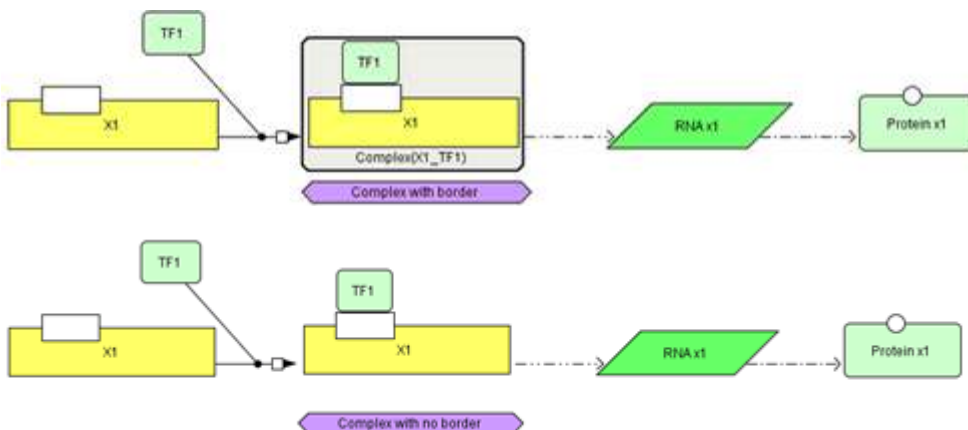 TF1
TF1
X1
X1
RNA x1
Protein x1
Complex(X1_TF1)
Complex with border
TF1
TF1
X1
X1
RNA x1
Protein x1
Complex with no border